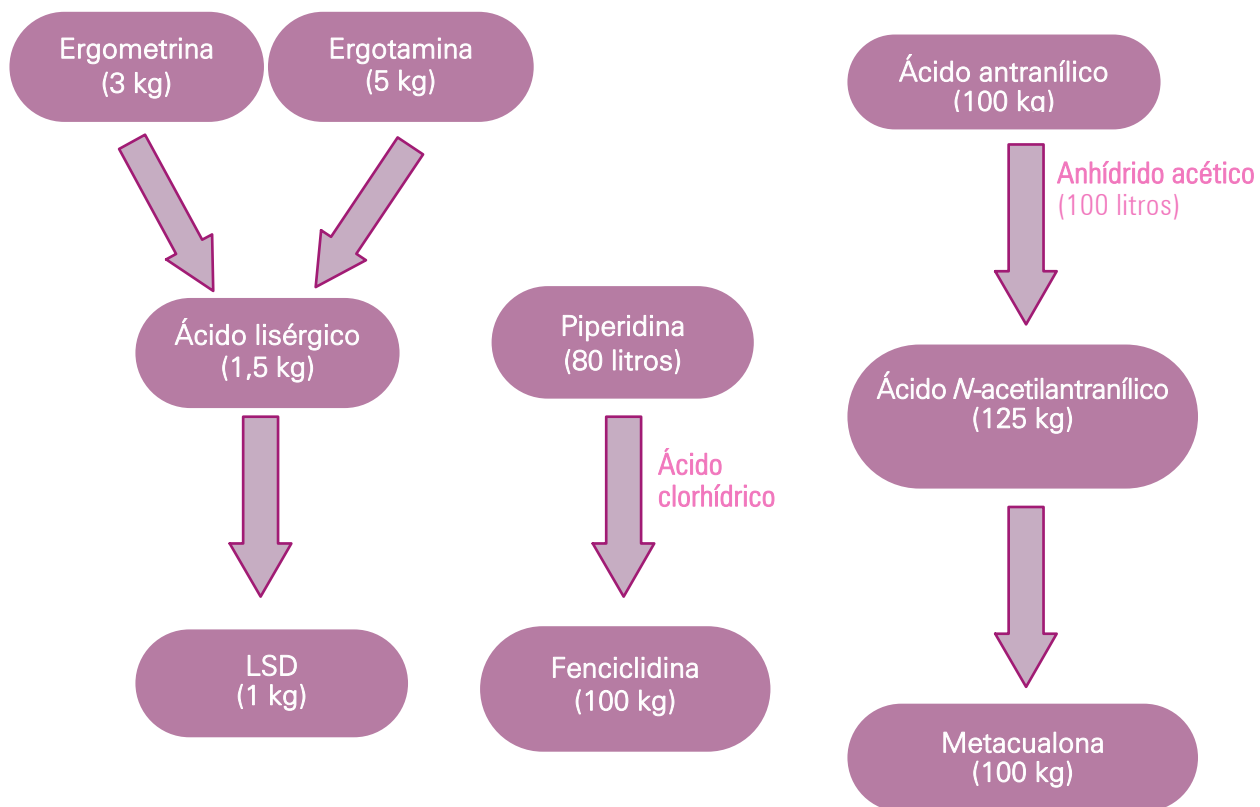 Ergometrina
(3 kg)
Ergotamina
(5 kg)
Ácido lisérgico
(1,5 kg)
LSD
(1 kg)
Piperidina
(80 litros)
Ácido
clorhídrico
Fenciclidina
(100 kg)
Ácido antranílico
(100 kg)
Anhídrido acético
(100 litros)
Ácido N-acetilantranílico
(125 kg)
Metacualona
(100 kg)